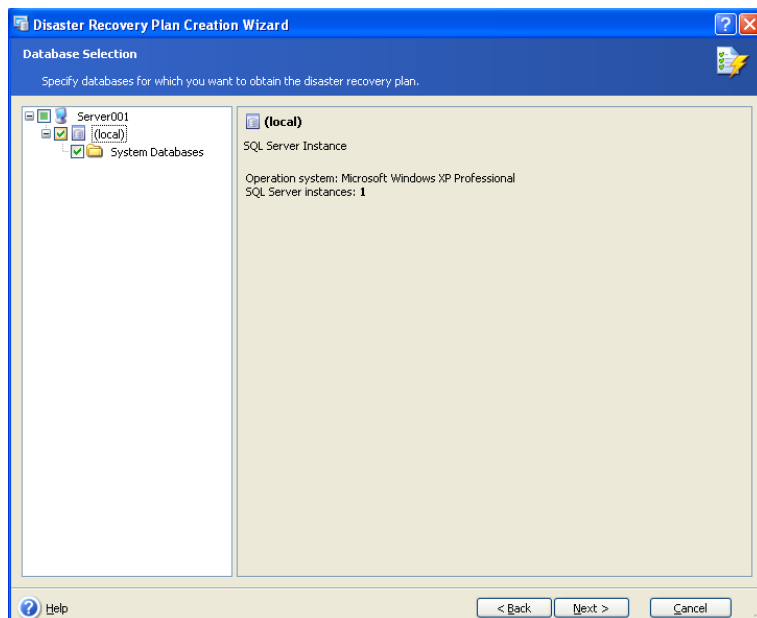 Disaster Recovery Plan Creation Wizard
Database Selection
Specify databases for which you want to obtain the disaster recovery plan.
Server001
(local)
System Databases
(local)
SQL Server Instance
Operation system: Microsoft Windows XP Professional
SQL Server instances: 1
Help
< Back
Next >
Cancel